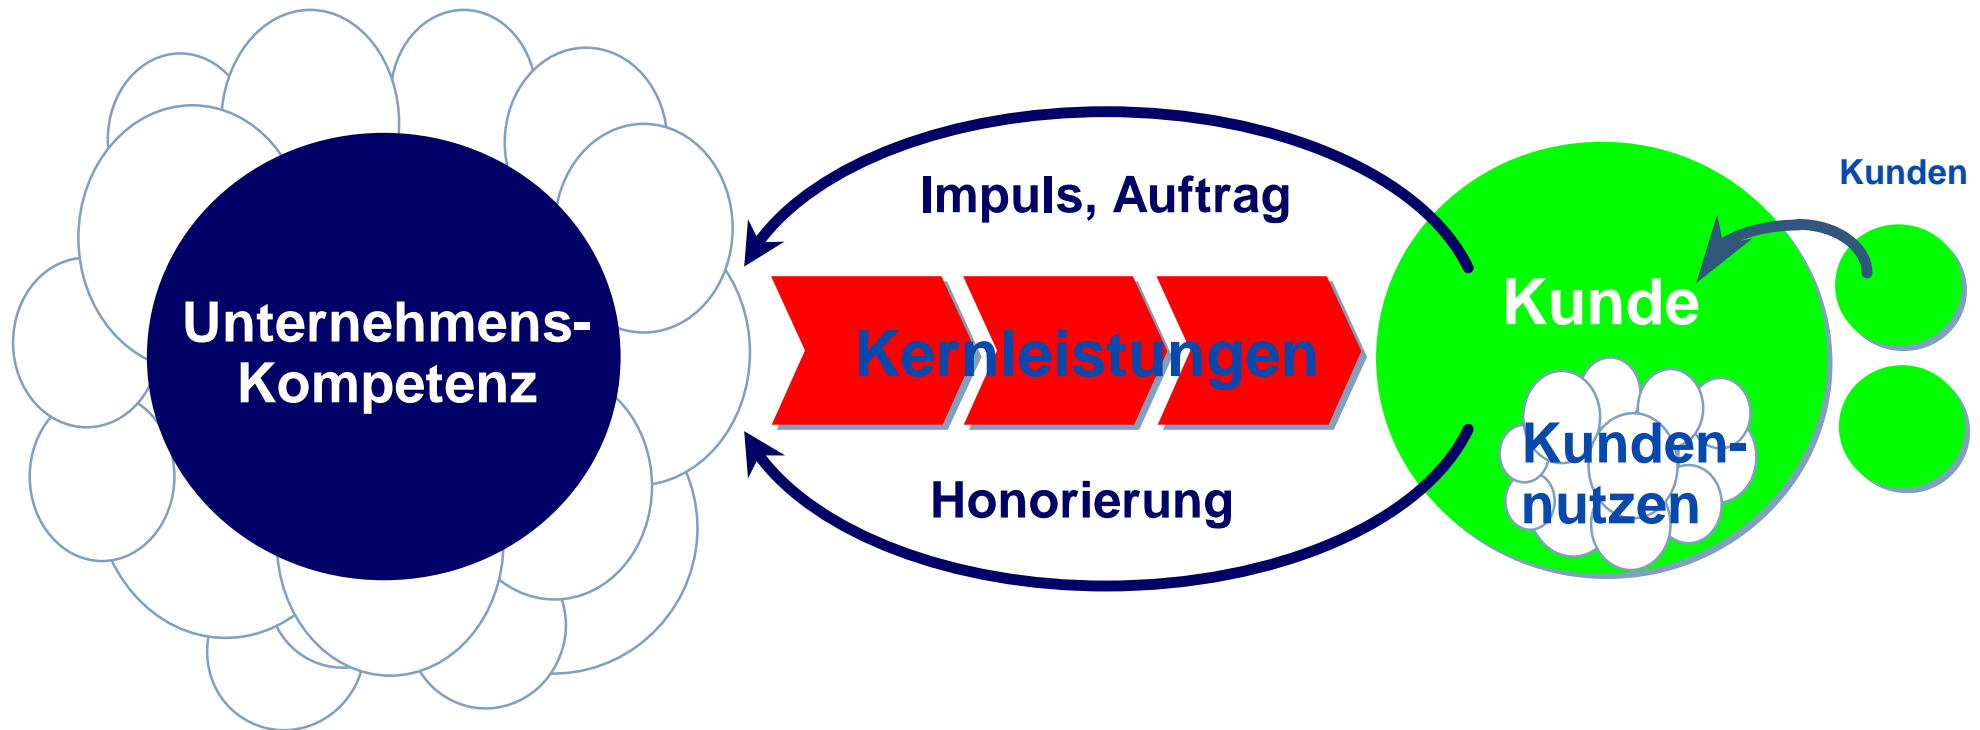 Unternehmens-
Kompetenz
Impuls, Auftrag
Kernleistungen
Honorierung
Kunde
Kunden-
nutzen
Kunden